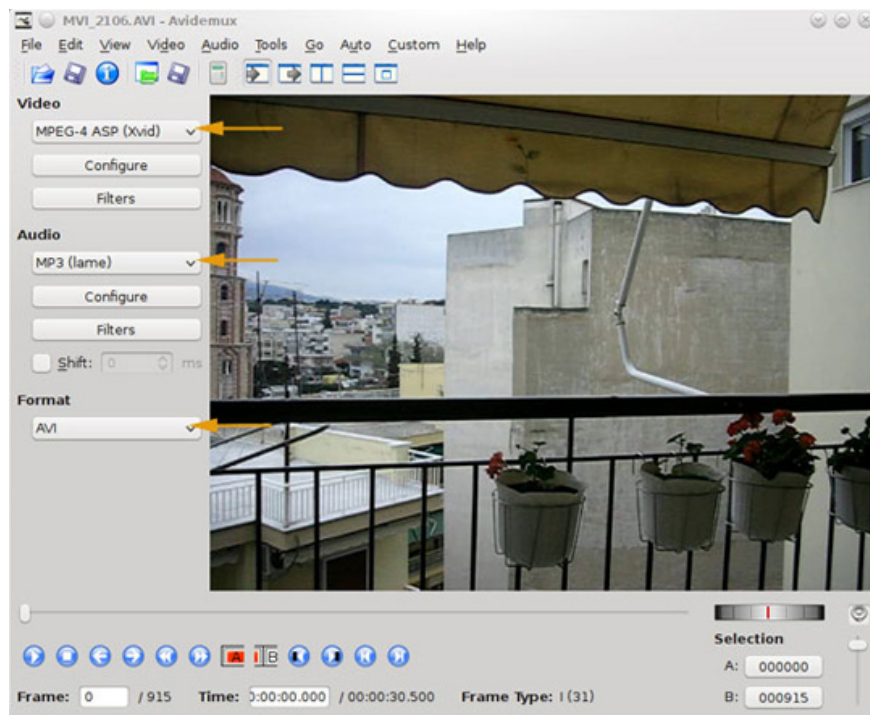 MVI_2106.AVI - Avidemux
File Edit View Video Audio Tools Go Auto Custom Help
Video
MPEG-4 ASP (Xvid)
Configure
Filters
Audio
MP3 (lame)
Configure
Filters
Shift: 0 ms
Format
AVI
A B
Selection
A: 000000
Frame: 0 / 915 Time: 0:00:00.000 / 00:00:30.500 Frame Type: I (31) B: 000915